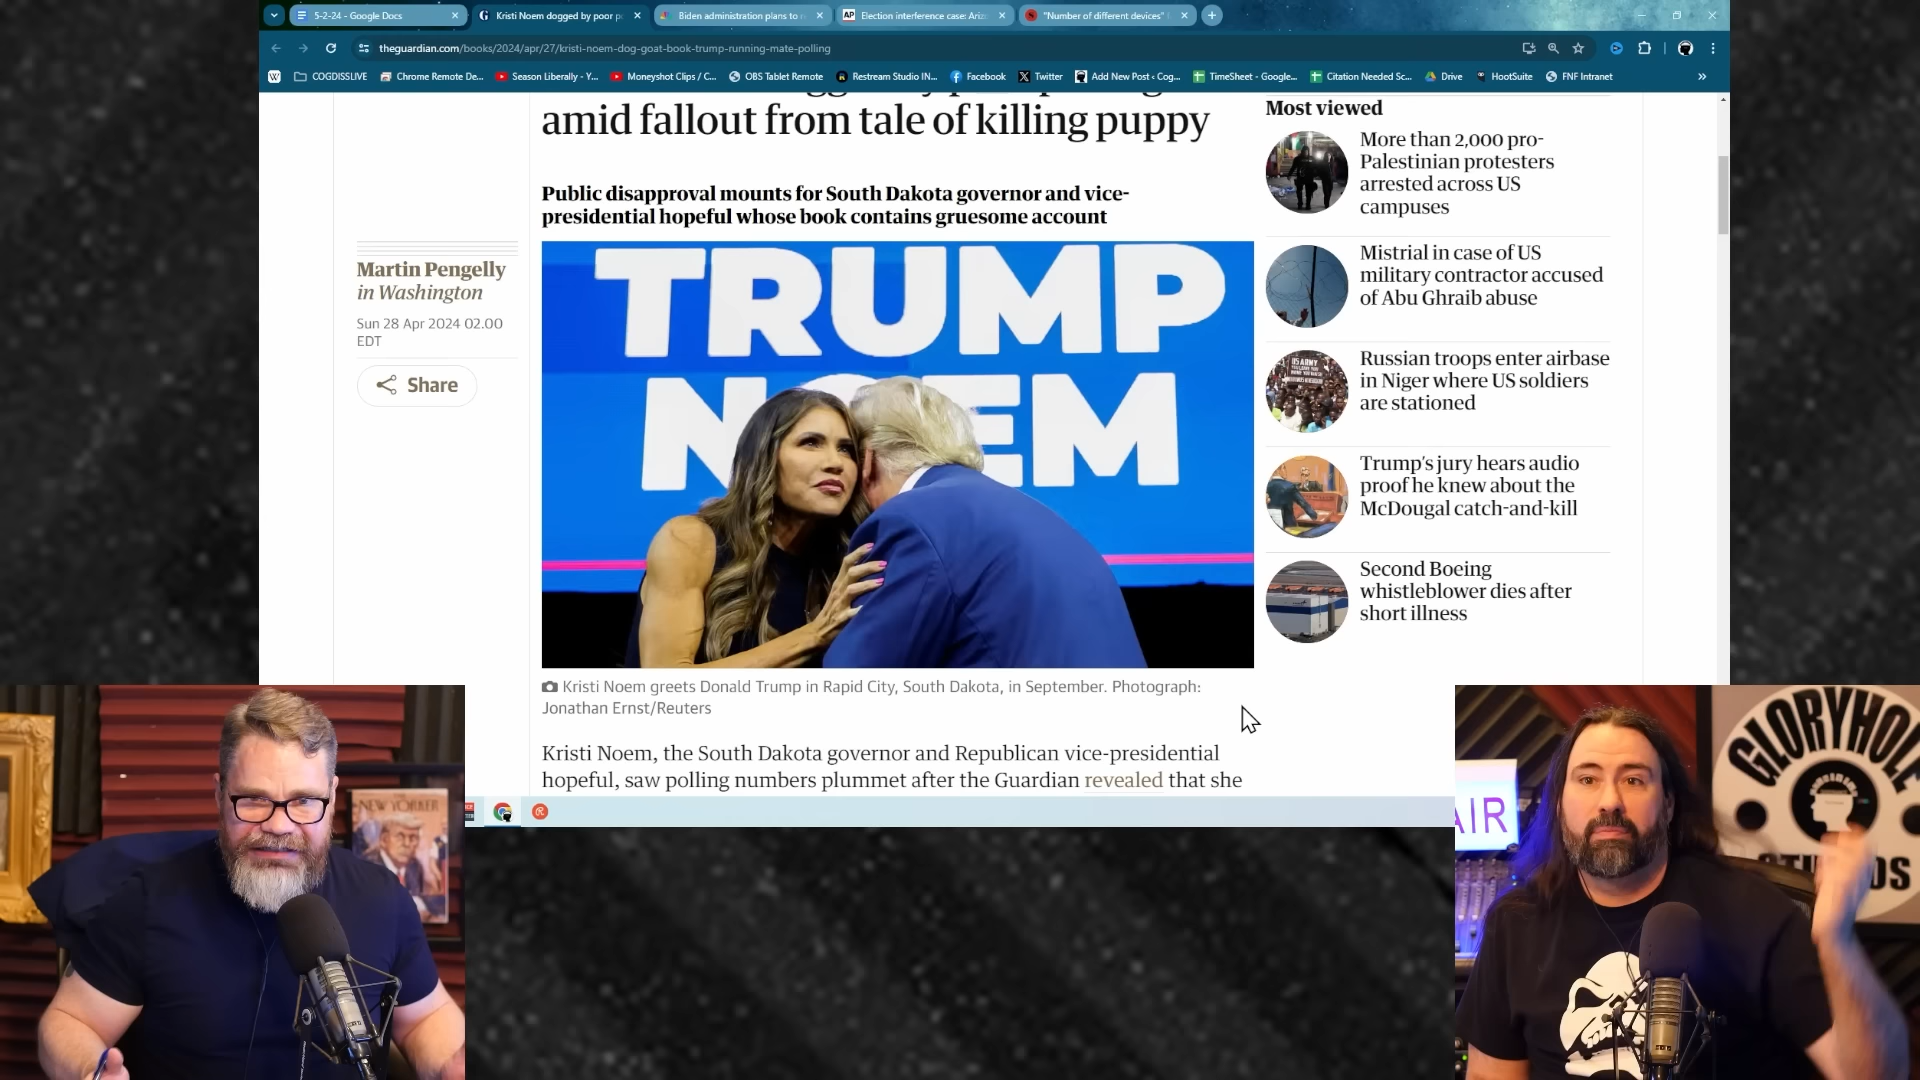 5-2-24 - Google Docs
Kristi Noem dogged by poor p
Biden administration plans to r
Election interference case: Ariz
"Number of different devices"
theguardian.com/books/2024/apr/27/kristi-noem-dog-goat-book-trump-running-mate-polling
COGDISSLIVE
Chrome Remote De...
Season Liberally - Y...
Moneyshot Clips / C...
OBS Tablet Remote
Restream Studio IN...
Facebook
Twitter
Add New Post ‹ Cog...
TimeSheet - Google...
Citation Needed Sc...
Drive
HootSuite
FNF Intranet
amid fallout from tale of killing puppy
Public disapproval mounts for South Dakota governor and vice-
presidential hopeful whose book contains gruesome account
Martin Pengelly
in Washington
Sun 28 Apr 2024 02.00
EDT
Share
TRUMP
NOEM
Kristi Noem greets Donald Trump in Rapid City, South Dakota, in September. Photograph:
Jonathan Ernst/Reuters
Kristi Noem, the South Dakota governor and Republican vice-presidential
hopeful, saw polling numbers plummet after the Guardian revealed that she
Most viewed
More than 2,000 pro-
Palestinian protesters
arrested across US
campuses
Mistrial in case of US
military contractor accused
of Abu Ghraib abuse
Russian troops enter airbase
in Niger where US soldiers
are stationed
Trump's jury hears audio
proof he knew about the
McDougal catch-and-kill
Second Boeing
whistleblower dies after
short illness
NEW YORKER
AIR
GLORYHOLE
STUDIOS